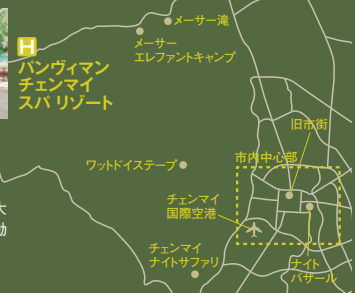 メーサー滝
メーサー
エレファントキャンプ
H
パンヴィマン
チェンマイ
スパ リゾート
旧市街
市内中心部
ワットドイステープ
チェンマイ
国際空港
チェンマイ
ナイトサファリ
ナイト
バザール